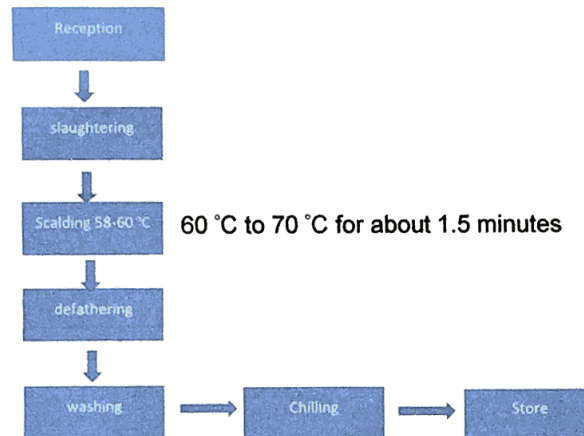 Reception
slaughtering
Scalding 58-60 °C
60 °C to 70 °C for about 1.5 minutes
defathering
washing
Chilling
Store